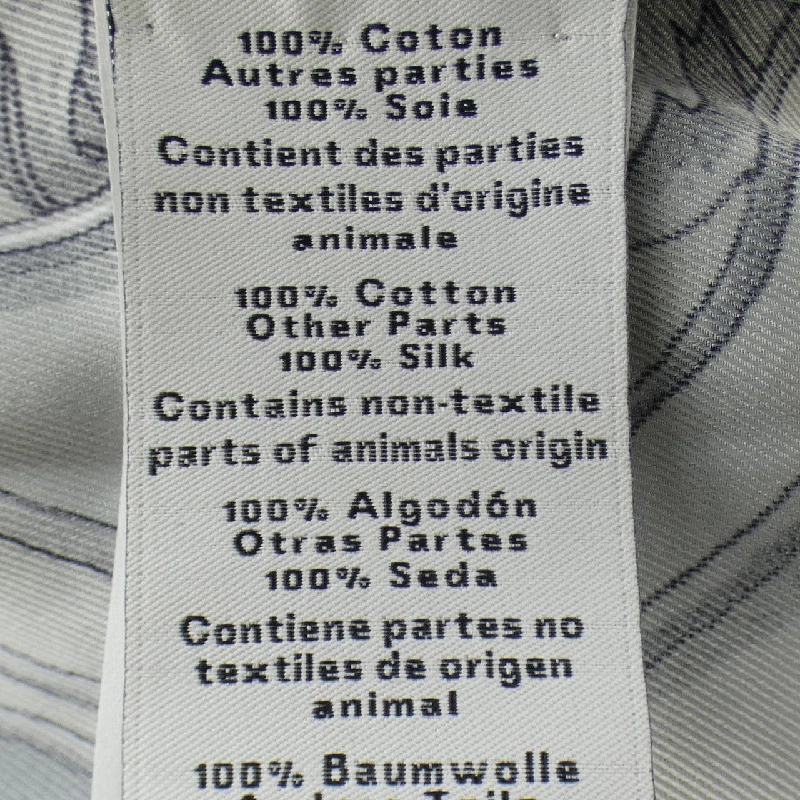 100% Coton
Autres parties
100% Soie
Contient des parties
non textiles d'origine
animale
100% Cotton
Other Parts
100% Silk
Contains non-textile
parts of animals origin
100% Algodón
Otras Partes
100% Seda
Contiene partes no
textiles de origen
animal
100% Baumwolle